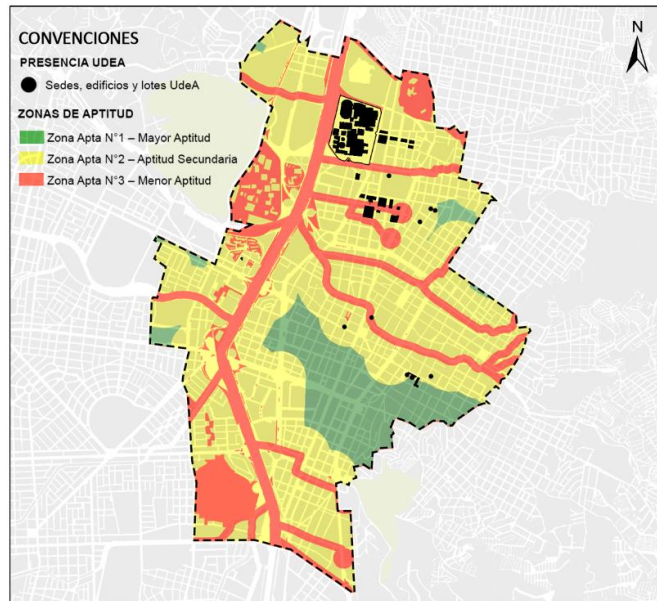 CONVENCIONES
PRESENCIA UDEA
Sedes, edificios y lotes UdeA
ZONAS DE APTITUD
Zona Apta N°1 – Mayor Aptitud
Zona Apta N°2 – Aptitud Secundaria
Zona Apta N°3 – Menor Aptitud
N